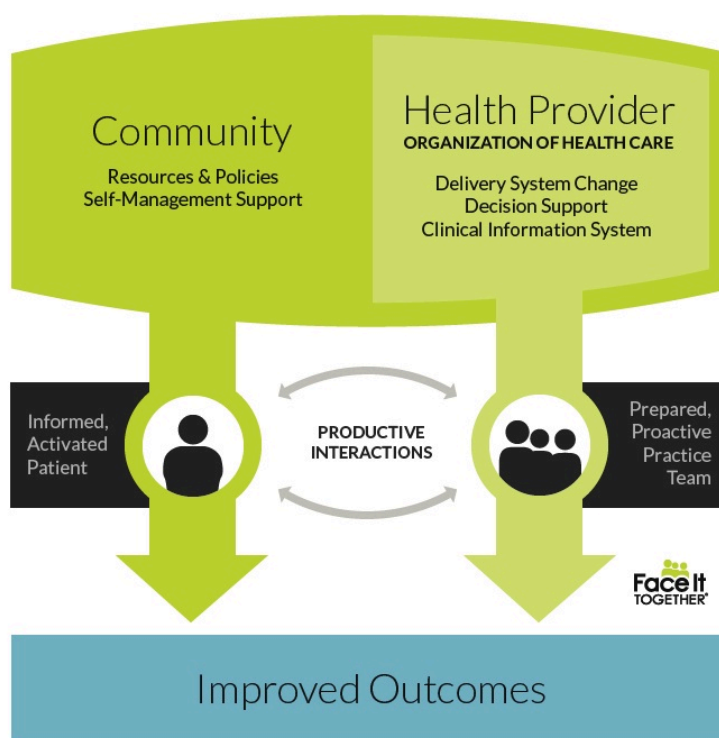 Community
Resources & Policies
Self-Management Support
Health Provider
ORGANIZATION OF HEALTH CARE
Delivery System Change
Decision Support
Clinical Information System
Informed,
Activated
Patient
PRODUCTIVE
INTERACTIONS
Prepared,
Proactive
Practice
Team
Face It
TOGETHER®
Improved Outcomes